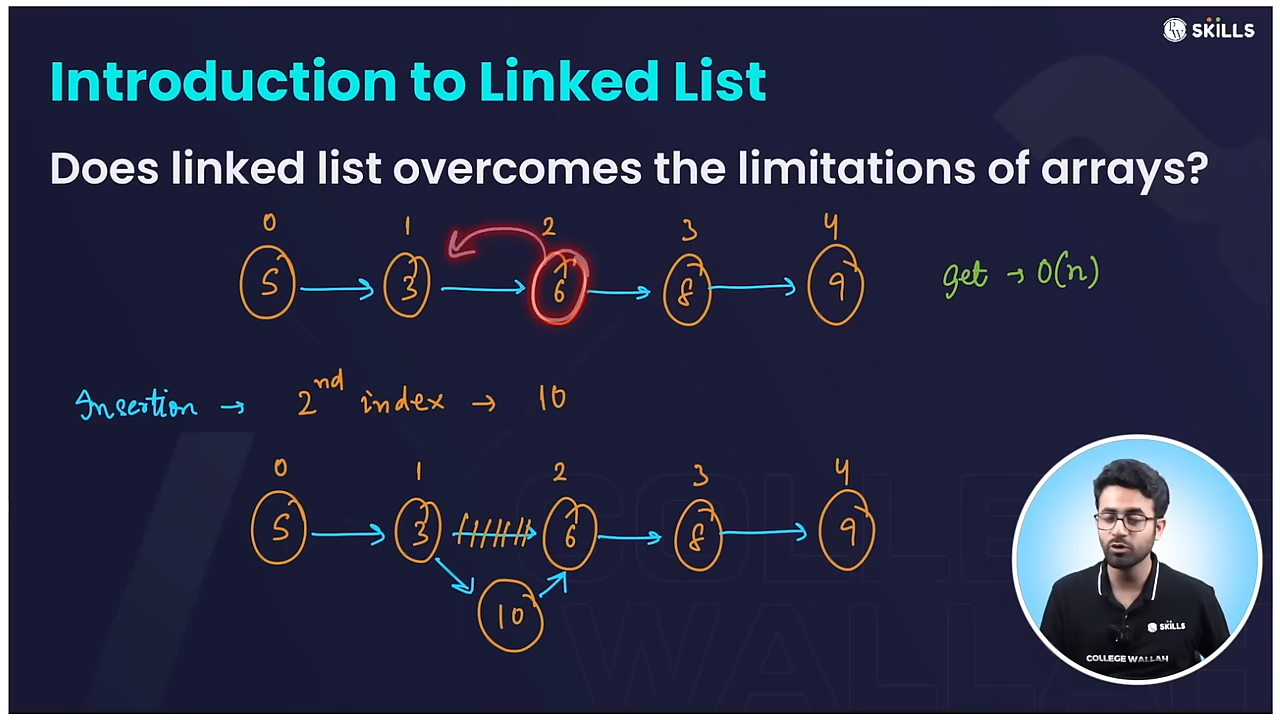 SKILLS
Introduction to Linked List
Does linked list overcomes the limitations of arrays?
0 1 2 3 4
5 → 3 → 6 → 8 → 9 get → O(n)
Insertion → 2nd index → 10
0 1 2 3 4
5 → 3 → 6 → 8 → 9
10
SKILLS
COLLEGE WALLAH
COLLEGE
WALLAH